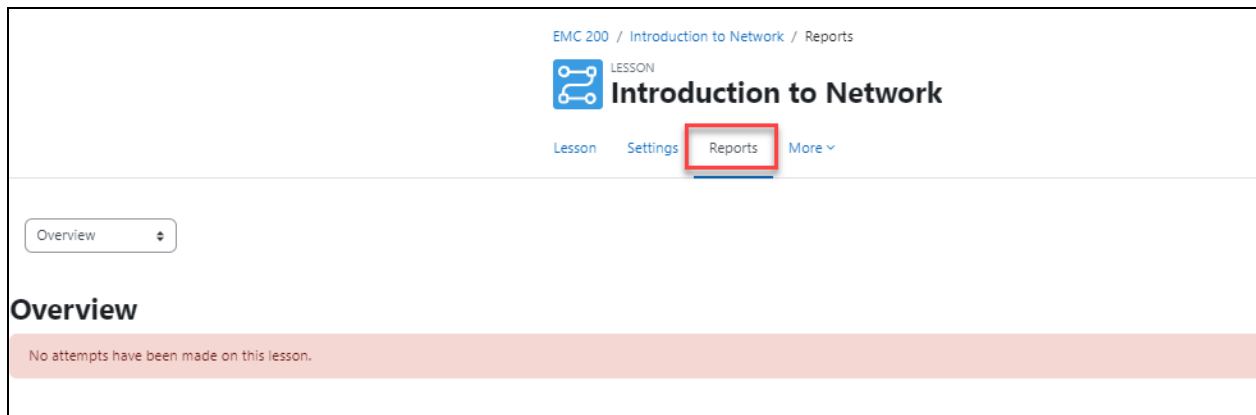 EMC 200 / Introduction to Network / Reports
LESSON
Introduction to Network
Lesson Settings Reports More
Overview
Overview
No attempts have been made on this lesson.